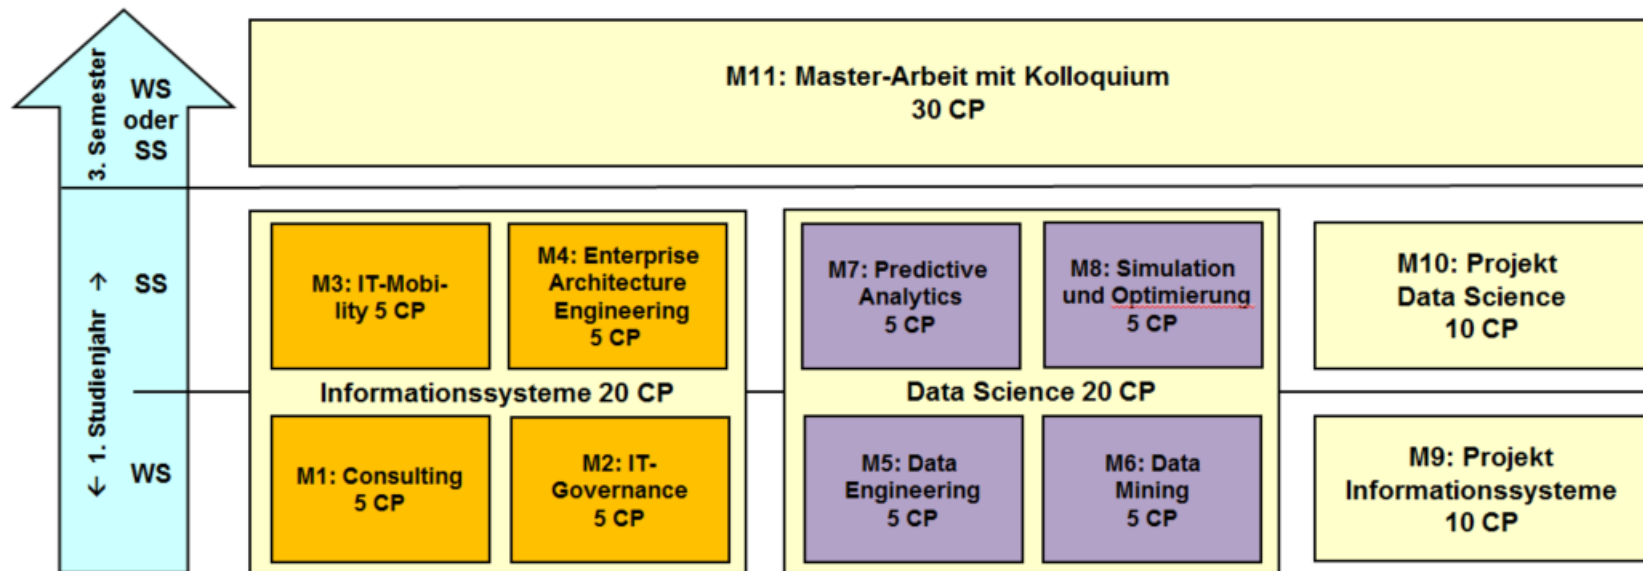 M11: Master-Arbeit mit Kolloquium
30 CP
3. Semester
WS
oder
SS
← 1. Studienjahr →
SS
M3: IT-Mobi-
lity 5 CP
M4: Enterprise
Architecture
Engineering
5 CP
M7: Predictive
Analytics
5 CP
M8: Simulation
und Optimierung
5 CP
M10: Projekt
Data Science
10 CP
Informationssysteme 20 CP
Data Science 20 CP
WS
M1: Consulting
5 CP
M2: IT-
Governance
5 CP
M5: Data
Engineering
5 CP
M6: Data
Mining
5 CP
M9: Projekt
Informationssysteme
10 CP